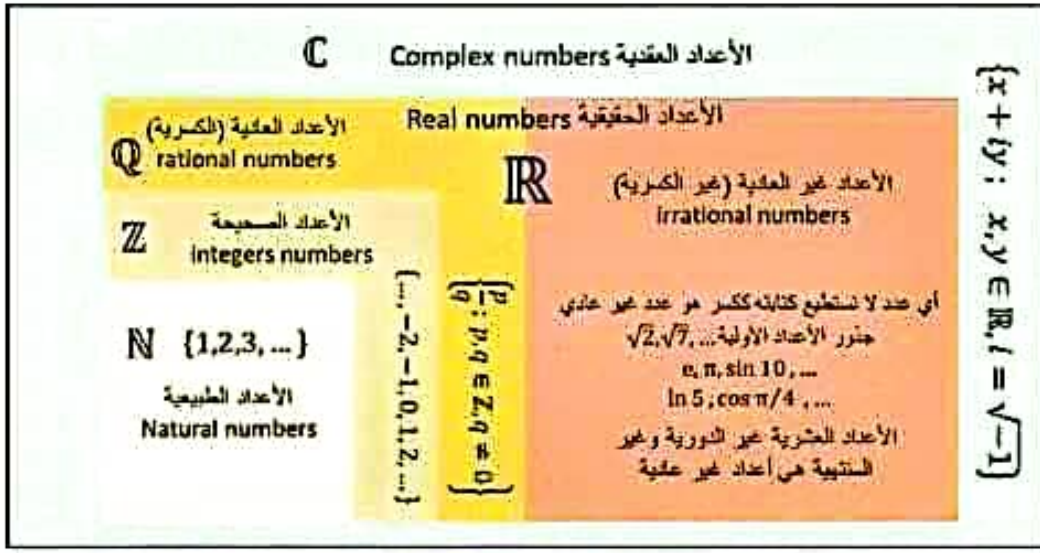 ℂ Complex numbers الأعداد العقدية
Real numbers الأعداد الحقيقية
ℚ
الأعداد العادية (الكسرية)
rational numbers
ℝ
الأعداد غير العادية (غير الكسرية)
irrational numbers
ℤ
الأعداد الصحيحة
integers numbers
{..., −2, −1, 0, 1, 2, ...}
{p/q : p, q ∈ ℤ, q ≠ 0}
ℕ {1,2,3, ...}
الأعداد الطبيعية
Natural numbers
أي عدد لا نستطيع كتابته ككسر هو عدد غير عادي
جذور الأعداد الأولية... ,√2,√7
e, π, sin 10, ...
ln 5, cos π/4, ...
الأعداد العشرية غير الدورية وغير
المنتهية هي أعداد غير عادية
{x + iy: x, y ∈ ℝ, i = √−1}